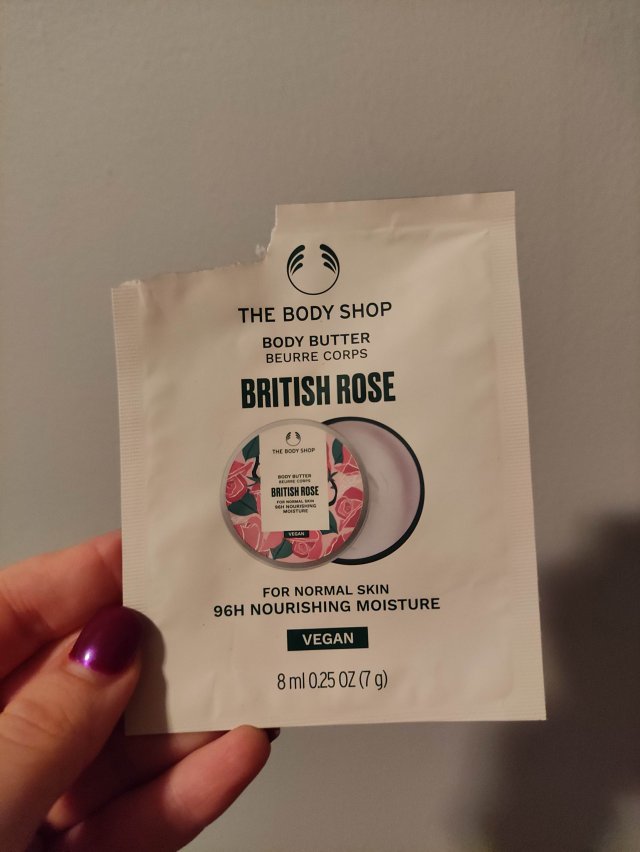 THE BODY SHOP
BODY BUTTER
BEURRE CORPS
BRITISH ROSE
THE BODY SHOP
BODY BUTTER
BEURRE CORPS
BRITISH ROSE
FOR NORMAL SKIN
96H NOURISHING
MOISTURE
VEGAN
FOR NORMAL SKIN
96H NOURISHING MOISTURE
VEGAN
8 ml 0.25 OZ (7 g)